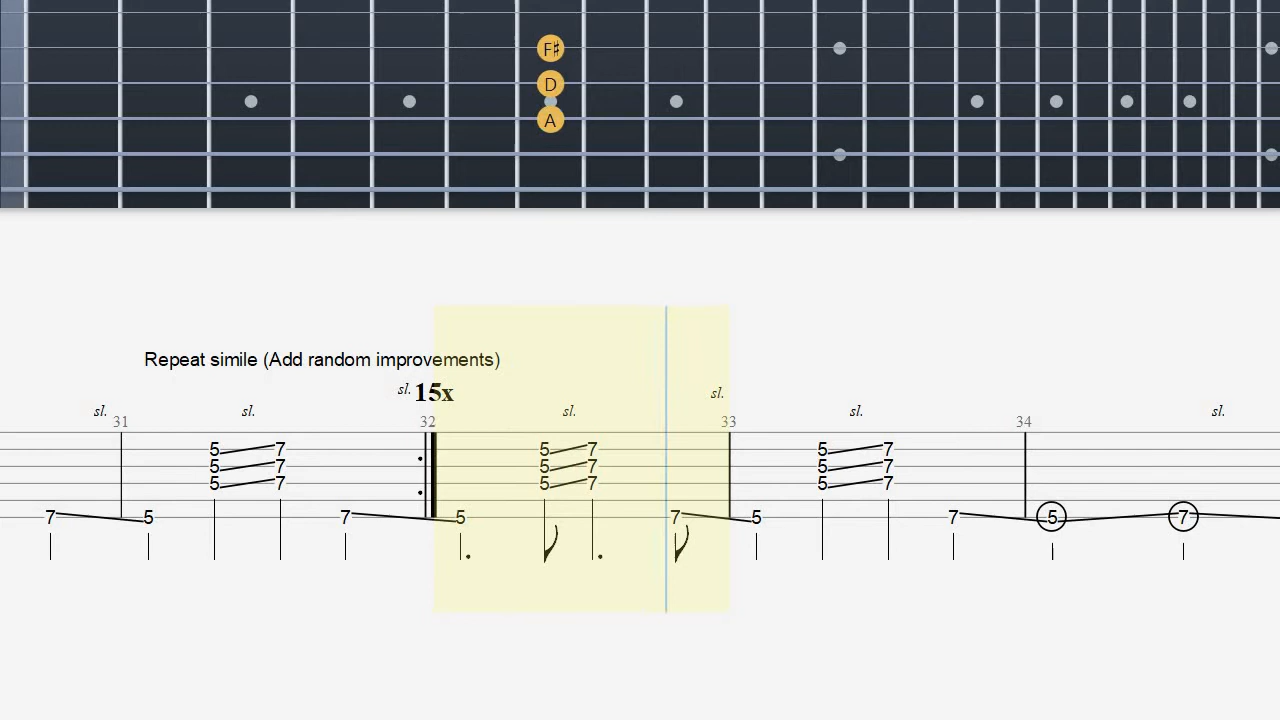 F♯
D
A
Repeat simile (Add random improvements)
sl. 15x sl.
sl. sl. sl. sl. sl.
31 32 33 34
5 7 5 7 5 7
5 7 5 7 5 7
5 7 5 7 5 7
7 5 7 5 7 5 7 5 7